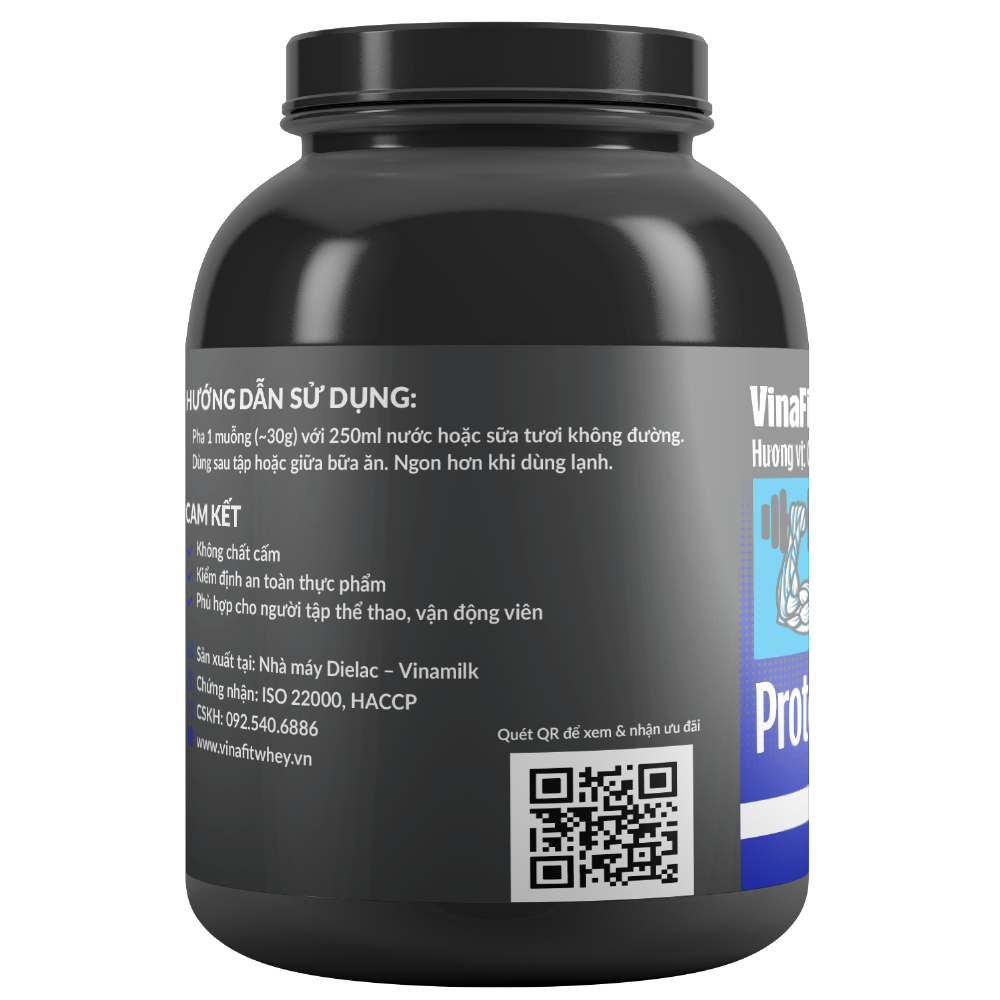 HƯỚNG DẪN SỬ DỤNG:
Pha 1 muỗng (~30g) với 250ml nước hoặc sữa tươi không đường.
Dùng sau tập hoặc giữa bữa ăn. Ngon hơn khi dùng lạnh.
CAM KẾT
Không chất cấm
Kiểm định an toàn thực phẩm
Phù hợp cho người tập thể thao, vận động viên
Sản xuất tại: Nhà máy Dielac – Vinamilk
Chứng nhận: ISO 22000, HACCP
CSKH: 092.540.6886
www.vinafitwhey.vn
Quét QR để xem & nhận ưu đãi
Hương vị: